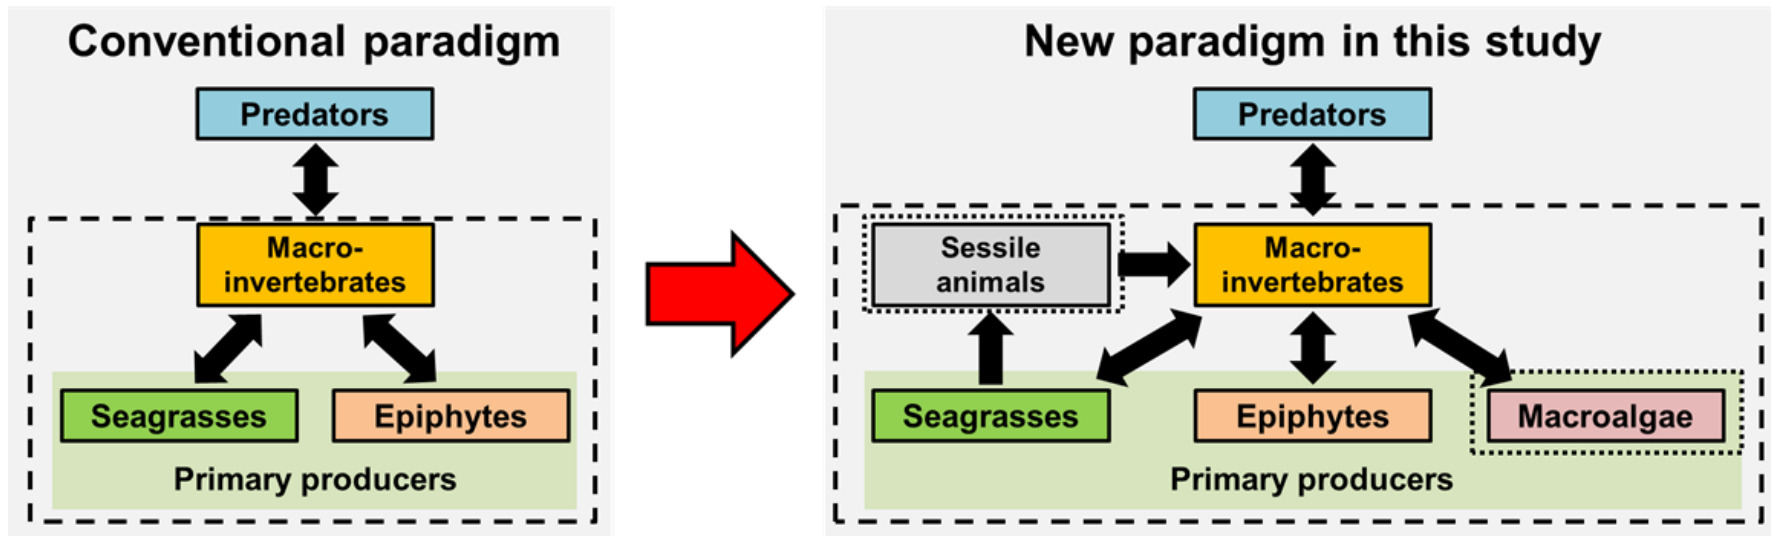 Conventional paradigm
Predators
Macro-
invertebrates
Seagrasses
Epiphytes
Primary producers
New paradigm in this study
Predators
Sessile
animals
Macro-
invertebrates
Seagrasses
Epiphytes
Macroalgae
Primary producers